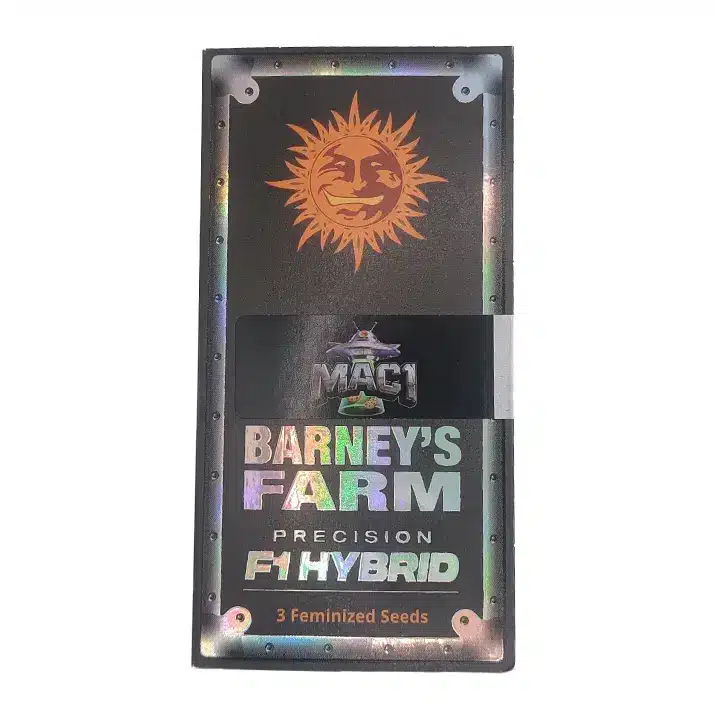 MAC1
BARNEY'S
FARM
PRECISION
F1 HYBRID
3 Feminized Seeds